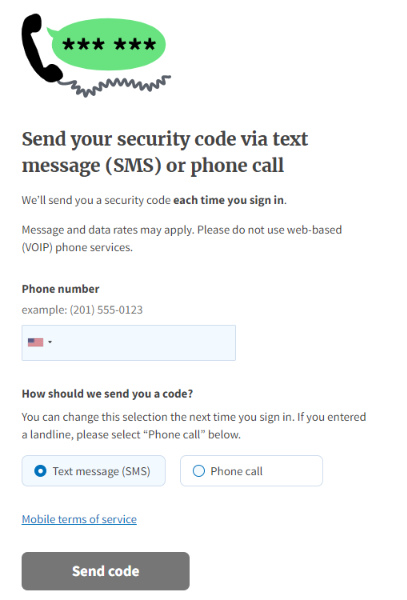 *** ***
Send your security code via text
message (SMS) or phone call
We'll send you a security code each time you sign in.
Message and data rates may apply. Please do not use web-based
(VOIP) phone services.
Phone number
example: (201) 555-0123
How should we send you a code?
You can change this selection the next time you sign in. If you entered
a landline, please select “Phone call” below.
Text message (SMS)
Phone call
Mobile terms of service
Send code